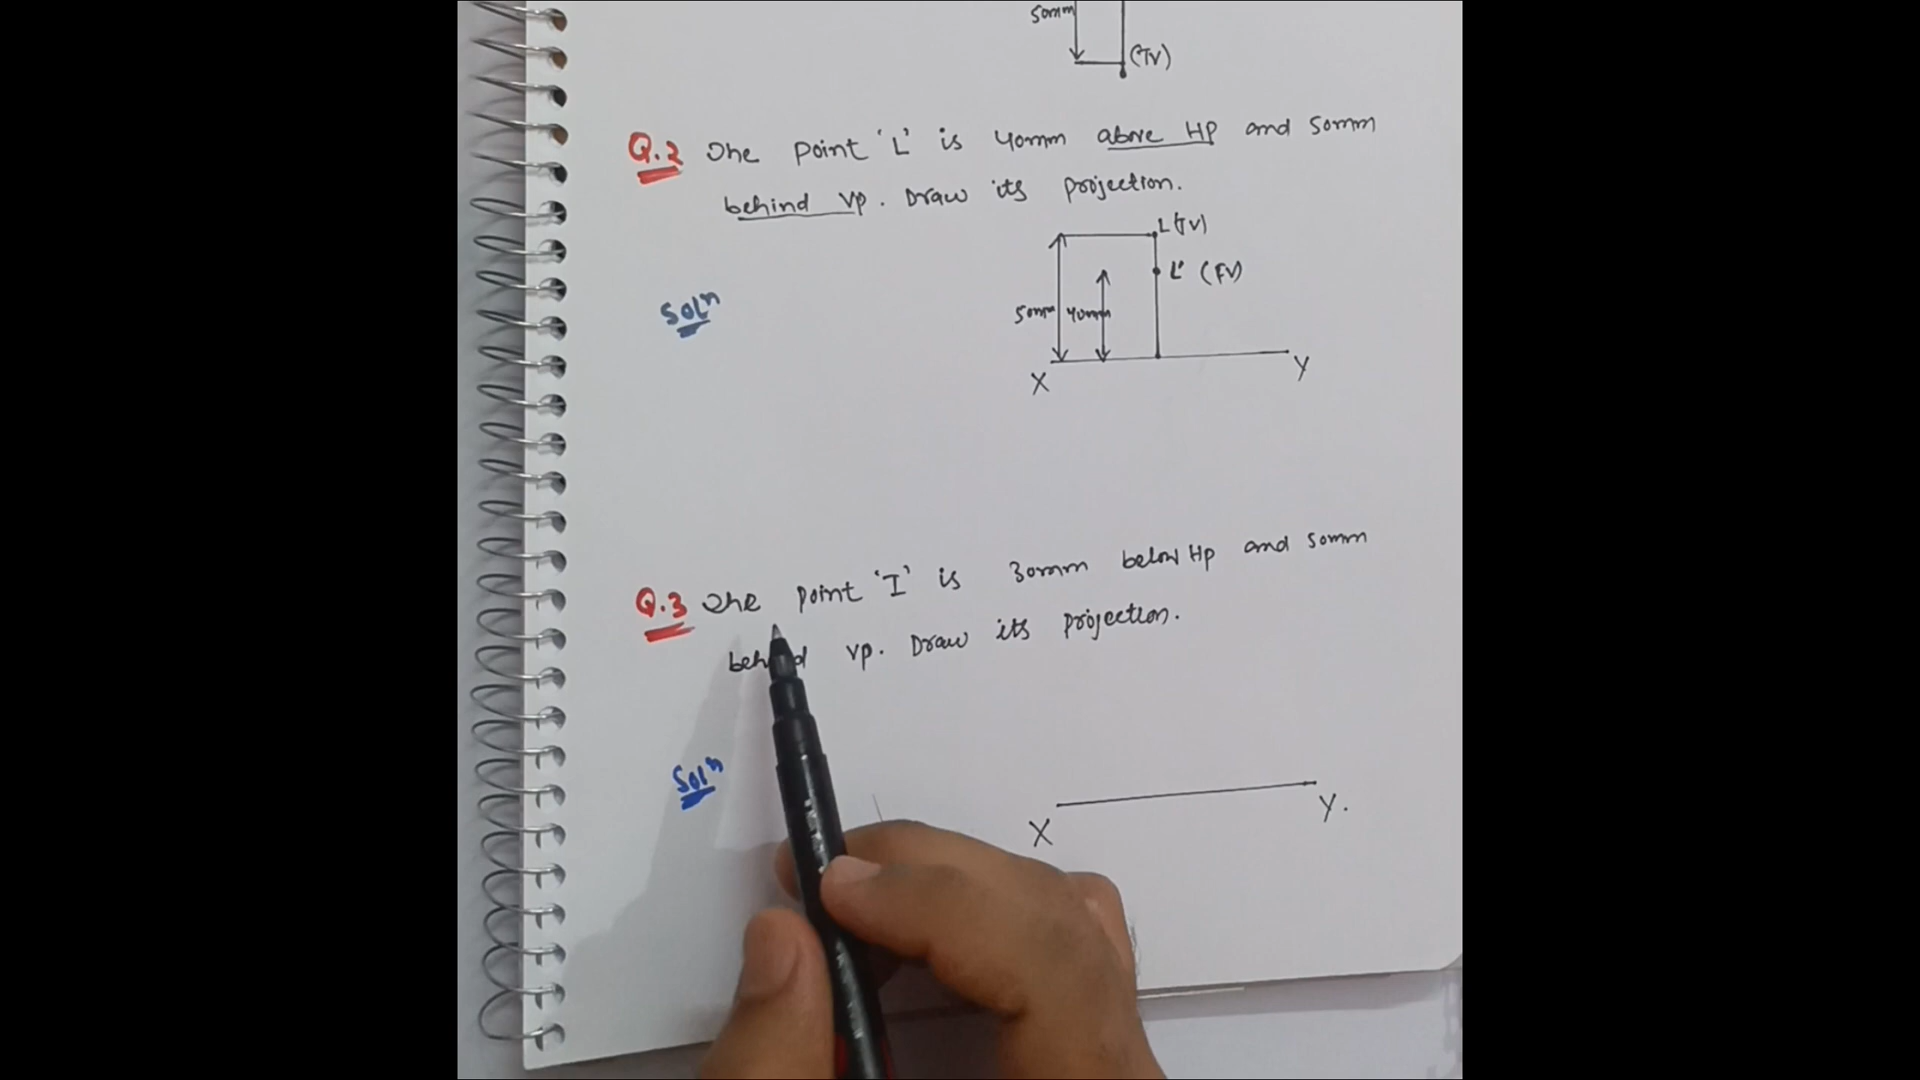 50mm
(TV)
Q.2 The point 'L' is 40mm above HP and 50mm
behind VP. Draw its projection.
L(TV)
L' (FV)
Soln
50mm 40mm
X Y
Q.3 The point 'I' is 30mm below HP and 50mm
behind VP. Draw its projection.
Soln
X Y.